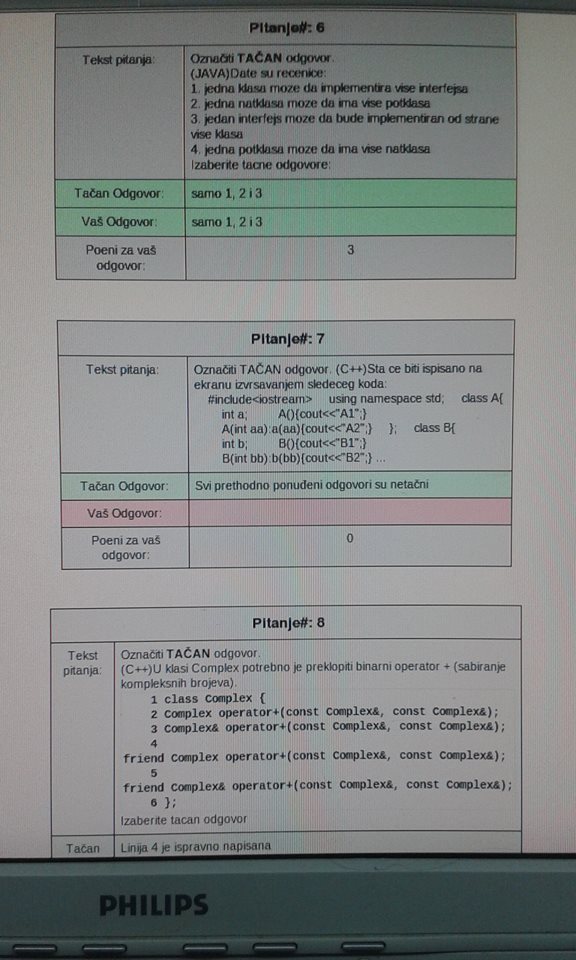 Pitanje#: 6
Tekst pitanja:
Označiti TAČAN odgovor.
(JAVA)Date su recenice:
1. jedna klasa moze da implementira vise interfejsa
2. jedna natklasa moze da ima vise potklasa
3. jedan interfejs moze da bude implementiran od strane
vise klasa
4. jedna potklasa moze da ima vise natklasa
Izaberite tacne odgovore:
Tačan Odgovor:
samo 1, 2 i 3
Vaš Odgovor:
samo 1, 2 i 3
Poeni za vaš
odgovor:
3
Pitanje#: 7
Tekst pitanja:
Označiti TAČAN odgovor. (C++)Sta ce biti ispisano na
ekranu izvrsavanjem sledeceg koda:
#include<iostream> using namespace std; class A{
int a; A(){cout<<"A1";}
A(int aa):a(aa){cout<<"A2";} }; class B{
int b; B(){cout<<"B1";}
B(int bb):b(bb){cout<<"B2";} ...
Tačan Odgovor:
Svi prethodno ponuđeni odgovori su netačni
Vaš Odgovor:
Poeni za vaš
odgovor:
0
Pitanje#: 8
Tekst
pitanja:
Označiti TAČAN odgovor.
(C++)U klasi Complex potrebno je preklopiti binarni operator + (sabiranje
kompleksnih brojeva).
1 class Complex {
2 Complex operator+(const Complex&, const Complex&);
3 Complex& operator+(const Complex&, const Complex&);
4
friend Complex operator+(const Complex&, const Complex&);
5
friend Complex& operator+(const Complex&, const Complex&);
6 };
Izaberite tacan odgovor
Tačan
Linija 4 je ispravno napisana
PHILIPS